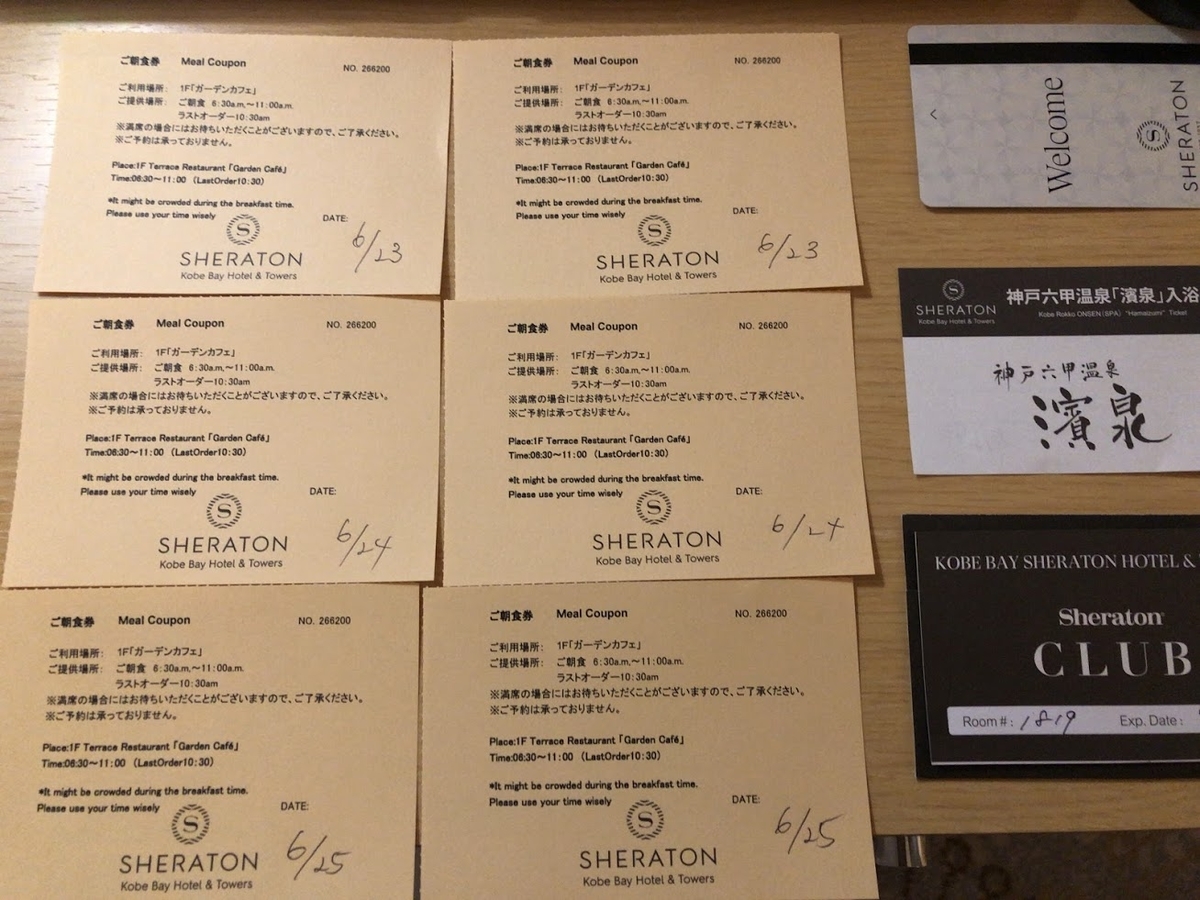 ご朝食券 Meal Coupon
NO. 266200
ご利用場所: 1F「ガーデンカフェ」
ご提供場所: ご朝食 6:30a.m.～11:00a.m.
ラストオーダー10:30am
※満席の場合にはお待ちいただくことがございますので、ご了承ください。
※ご予約は承っておりません。
Place:1F Terrace Restaurant「Garden Café」
Time:06:30～11:00 (LastOrder10:30)
*It might be crowded during the breakfast time.
Please use your time wisely
DATE:
6/23
S
SHERATON
Kobe Bay Hotel & Towers
ご朝食券 Meal Coupon
NO. 266200
ご利用場所: 1F「ガーデンカフェ」
ご提供場所: ご朝食 6:30a.m.～11:00a.m.
ラストオーダー10:30am
※満席の場合にはお待ちいただくことがございますので、ご了承ください。
※ご予約は承っておりません。
Place:1F Terrace Restaurant「Garden Café」
Time:06:30～11:00 (LastOrder10:30)
*It might be crowded during the breakfast time.
Please use your time wisely
DATE:
6/23
S
SHERATON
Kobe Bay Hotel & Towers
ご朝食券 Meal Coupon
NO. 266200
ご利用場所: 1F「ガーデンカフェ」
ご提供場所: ご朝食 6:30a.m.～11:00a.m.
ラストオーダー10:30am
※満席の場合にはお待ちいただくことがございますので、ご了承ください。
※ご予約は承っておりません。
Place:1F Terrace Restaurant「Garden Café」
Time:06:30～11:00 (LastOrder10:30)
*It might be crowded during the breakfast time.
Please use your time wisely
DATE:
6/24
S
SHERATON
Kobe Bay Hotel & Towers
ご朝食券 Meal Coupon
NO. 266200
ご利用場所: 1F「ガーデンカフェ」
ご提供場所: ご朝食 6:30a.m.～11:00a.m.
ラストオーダー10:30am
※満席の場合にはお待ちいただくことがございますので、ご了承ください。
※ご予約は承っておりません。
Place:1F Terrace Restaurant「Garden Café」
Time:06:30～11:00 (LastOrder10:30)
*It might be crowded during the breakfast time.
Please use your time wisely
DATE:
6/24
S
SHERATON
Kobe Bay Hotel & Towers
ご朝食券 Meal Coupon
NO. 266200
ご利用場所: 1F「ガーデンカフェ」
ご提供場所: ご朝食 6:30a.m.～11:00a.m.
ラストオーダー10:30am
※満席の場合にはお待ちいただくことがございますので、ご了承ください。
※ご予約は承っておりません。
Place:1F Terrace Restaurant「Garden Café」
Time:06:30～11:00 (LastOrder10:30)
*It might be crowded during the breakfast time.
Please use your time wisely
DATE:
6/25
S
SHERATON
Kobe Bay Hotel & Towers
ご朝食券 Meal Coupon
NO. 266200
ご利用場所: 1F「ガーデンカフェ」
ご提供場所: ご朝食 6:30a.m.～11:00a.m.
ラストオーダー10:30am
※満席の場合にはお待ちいただくことがございますので、ご了承ください。
※ご予約は承っておりません。
Place:1F Terrace Restaurant「Garden Café」
Time:06:30～11:00 (LastOrder10:30)
*It might be crowded during the breakfast time.
Please use your time wisely
DATE:
6/25
S
SHERATON
Kobe Bay Hotel & Towers
Welcome
S
SHERATON
S
SHERATON
Kobe Bay Hotel & Towers
神戸六甲温泉「濱泉」入浴
Kobe Rokko ONSEN(SPA) "Hamaizumi" Ticket
神戸六甲温泉
濱泉
KOBE BAY SHERATON HOTEL &
Sheraton
CLUB
Room #: 1819 Exp. Date: